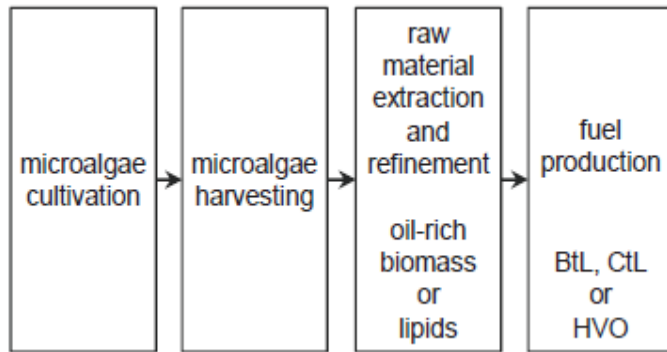 microalgae
cultivation
microalgae
harvesting
raw
material
extraction
and
refinement
oil-rich
biomass
or
lipids
fuel
production
BtL, CtL
or
HVO